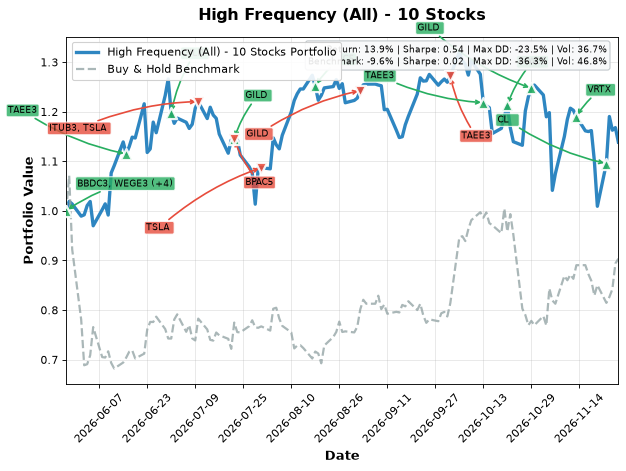 High Frequency (All) - 10 Stocks
GILD
High Frequency (All) - 10 Stocks Portfolio
Buy & Hold Benchmark
13.9% | Sharpe: 0.54 | Max DD: -23.5% | Vol: 36.7%
-9.6% | Sharpe: 0.02 | Max DD: -36.3% | Vol: 46.8%
TAEE3
GILD
VRTX
TAEE3
ITUB3, TSLA
GILD
CL
TAEE3
BBDC3, WEGE3 (+4)
BPAC5
TSLA
Portfolio Value
1.3
1.2
1.1
1.0
0.9
0.8
0.7
2026-06-07
2026-06-23
2026-07-09
2026-07-25
2026-08-10
2026-08-26
2026-09-11
2026-09-27
2026-10-13
2026-10-29
2026-11-14
Date